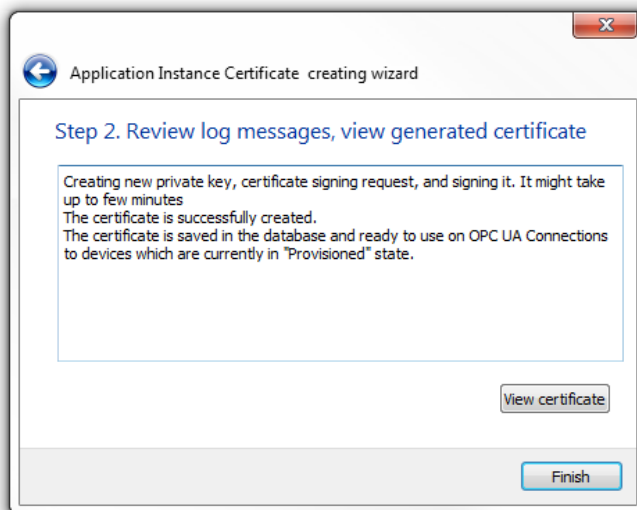 Application Instance Certificate creating wizard
Step 2. Review log messages, view generated certificate
Creating new private key, certificate signing request, and signing it. It might take
up to few minutes
The certificate is successfully created.
The certificate is saved in the database and ready to use on OPC UA Connections
to devices which are currently in "Provisioned" state.
View certificate
Finish